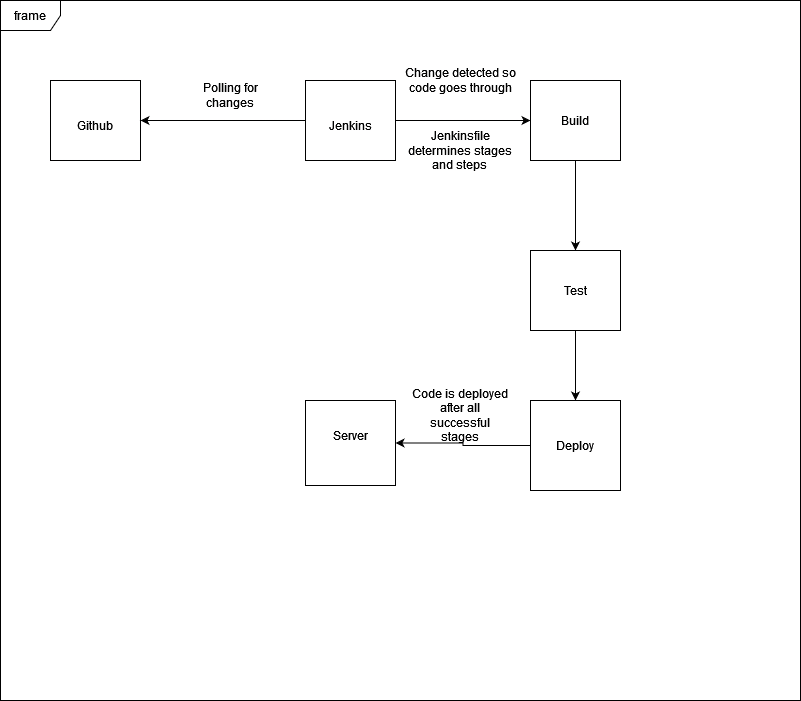 frame
Polling for
changes
Change detected so
code goes through
Github
Jenkins
Build
Jenkinsfile
determines stages
and steps
Test
Code is deployed
after all
successful
stages
Server
Deploy